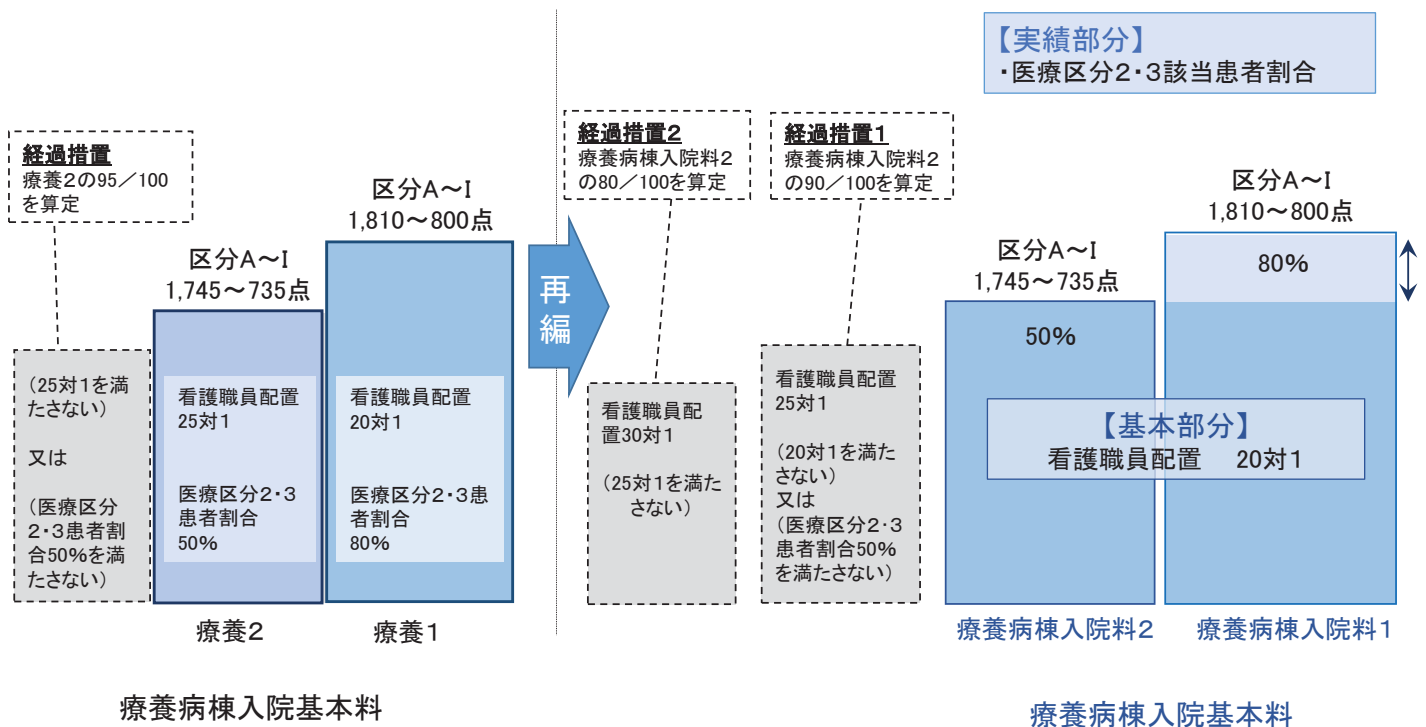 【実績部分】
・医療区分2・3該当患者割合
経過措置
療養2の95／100
を算定
区分A～I
1,810～800点
区分A～I
1,745～735点
（25対1を満
たさない）
又は
（医療区分
2・3患者割
合50%を満
たさない）
看護職員配置
25対1
医療区分2・3
患者割合
50%
看護職員配置
20対1
医療区分2・3患
者割合
80%
療養2
療養1
療養病棟入院基本料
再
編
経過措置2
療養病棟入院料2
の80／100を算定
経過措置1
療養病棟入院料2
の90／100を算定
看護職員配
置30対1
（25対1を満た
さない）
看護職員配置
25対1
（20対1を満た
さない）
又は
（医療区分2・3
患者割合50%
を満たさない）
区分A～I
1,745～735点
50%
区分A～I
1,810～800点
80%
【基本部分】
看護職員配置　20対1
療養病棟入院料2
療養病棟入院料1
療養病棟入院基本料